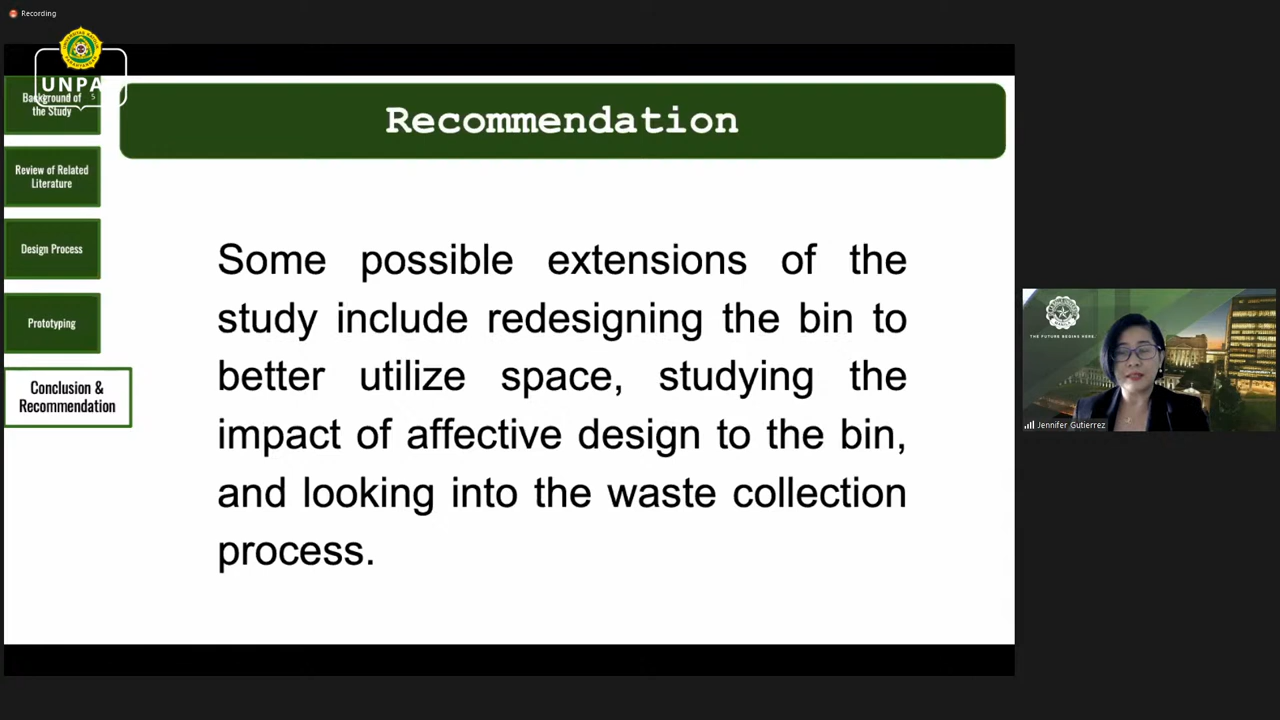 Recording
UNPA
Background of
the Study
Review of Related
Literature
Design Process
Prototyping
Conclusion &
Recommendation
Recommendation
Some possible extensions of the
study include redesigning the bin to
better utilize space, studying the
impact of affective design to the bin,
and looking into the waste collection
process.
THE FUTURE BEGINS HERE.
Jennifer Gutierrez